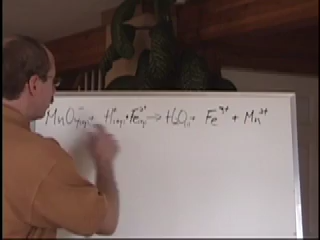 MnO₄⁻(aq) + H⁺(aq) + Fe²⁺(aq) → H₂O(l) + Fe³⁺ + Mn²⁺